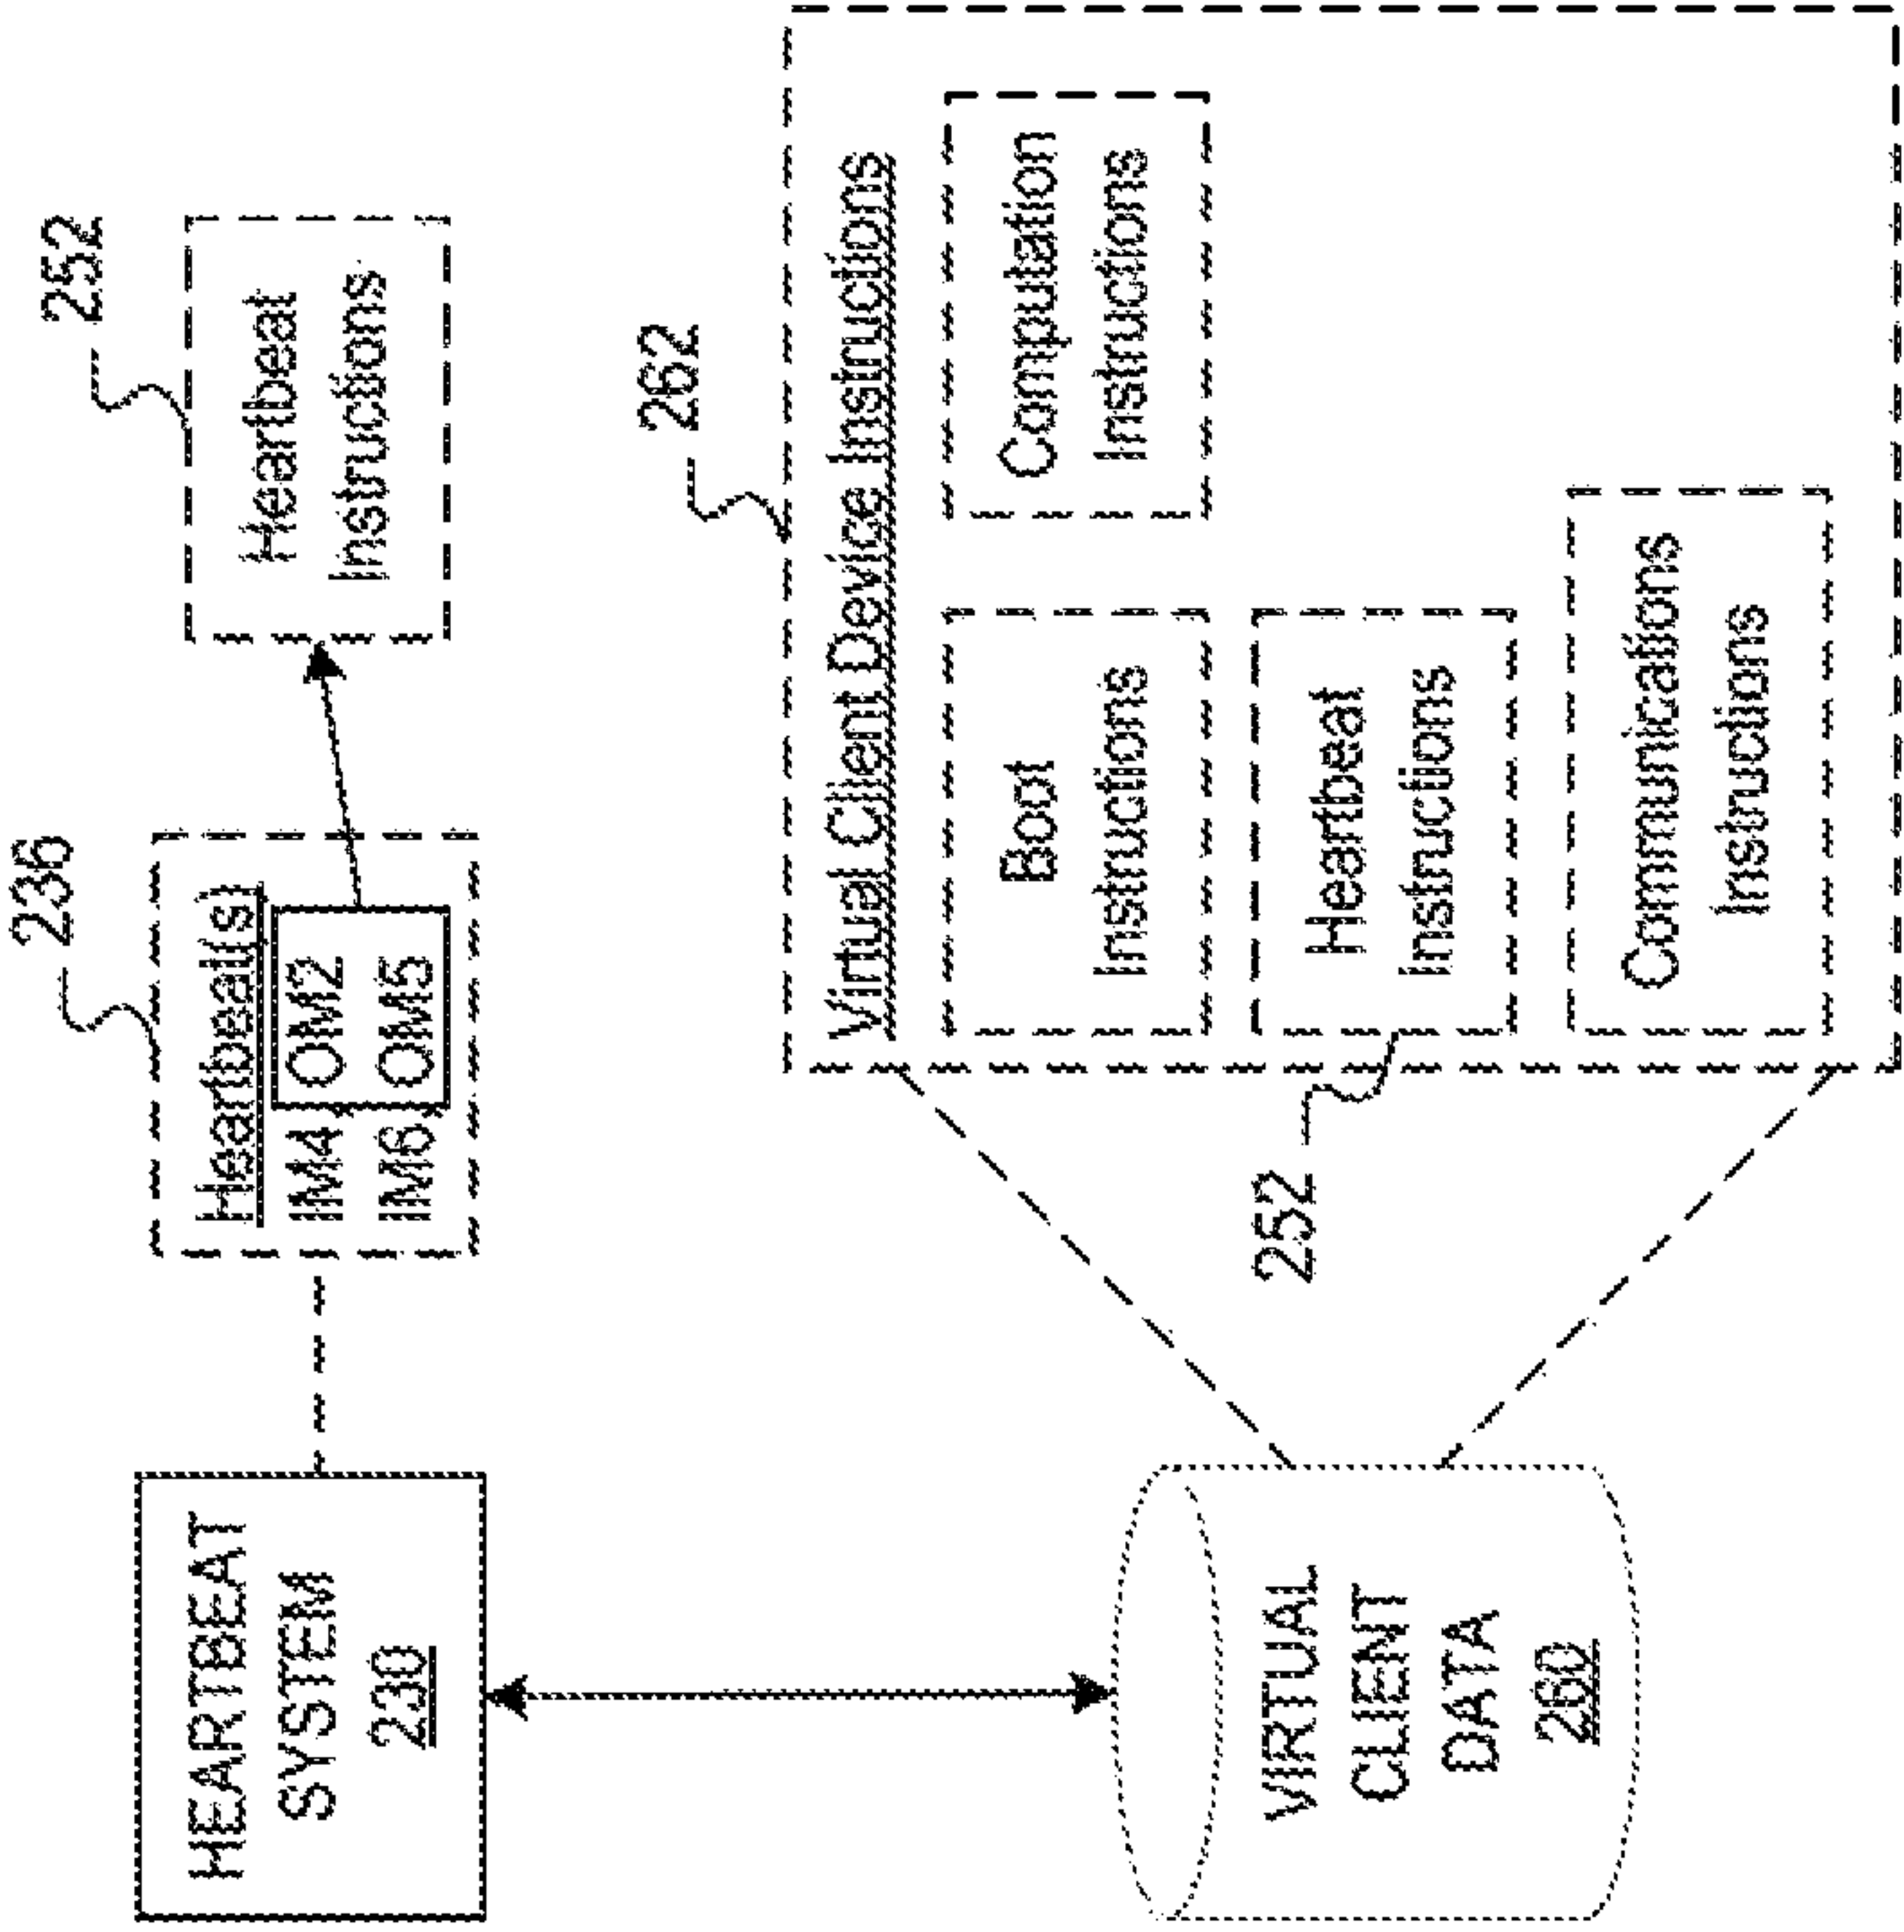 HEARTBEAT
SYSTEM
230
236
Heartbeat(s)
IM4, OM2
IM6, OM5
252
Heartbeat
Instructions
VIRTUAL
CLIENT
DATA
260
262
Virtual Client Device Instructions
Boot
Instructions
Computation
Instructions
252
Heartbeat
Instructions
Communications
Instructions